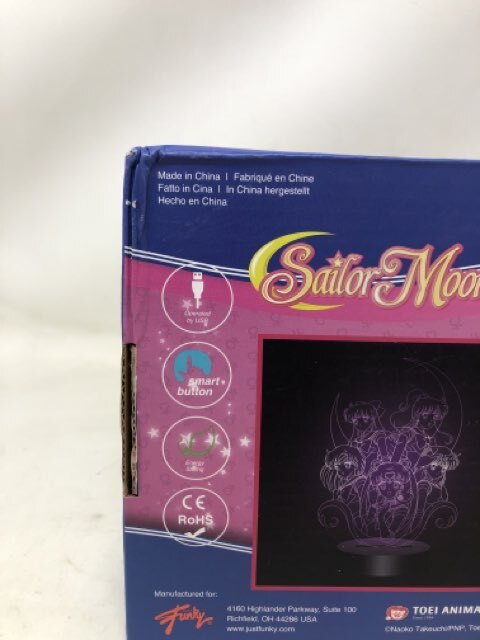 Made in China I Fabriqué en Chine
Fatto in Cina I In China hergestellt
Hecho en China
Sailor Moon
Operated
by USB
smart
button
Energy
Saving
CE
RoHS
Manufactured for:
Funky
4160 Highlander Parkway, Suite 100
Richfield, OH 44286 USA
www.justfunky.com
TOEI ANIMA
©Naoko Takeuchi/PNP, Toe